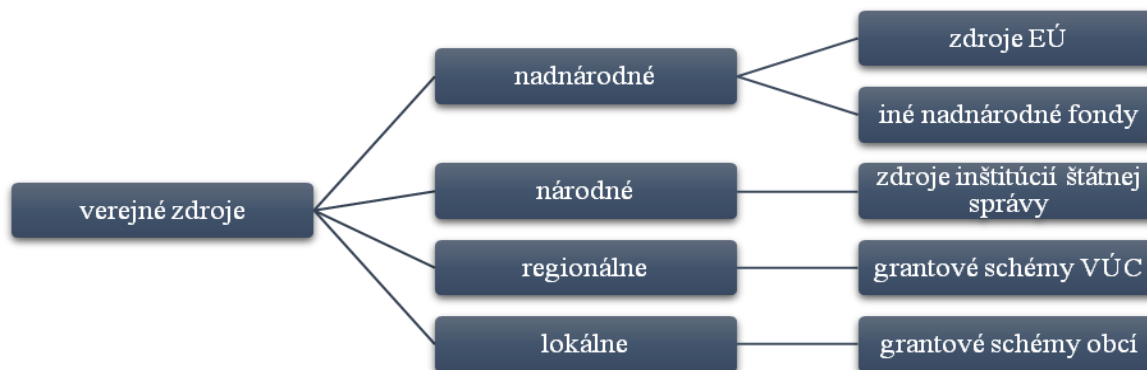 verejné zdroje
nadnárodné
zdroje EÚ
iné nadnárodné fondy
národné
zdroje inštitúcií štátnej
správy
regionálne
grantové schémy VÚC
lokálne
grantové schémy obcí